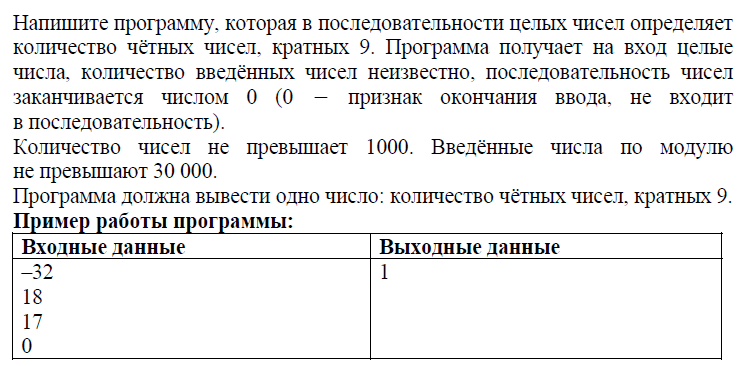 Напишите программу, которая в последовательности целых чисел определяет
количество чётных чисел, кратных 9. Программа получает на вход целые
числа, количество введённых чисел неизвестно, последовательность чисел
заканчивается числом 0 (0 – признак окончания ввода, не входит
в последовательность).
Количество чисел не превышает 1000. Введённые числа по модулю
не превышают 30 000.
Программа должна вывести одно число: количество чётных чисел, кратных 9.
Пример работы программы:
Входные данные Выходные данные
–32 1
18
17
0